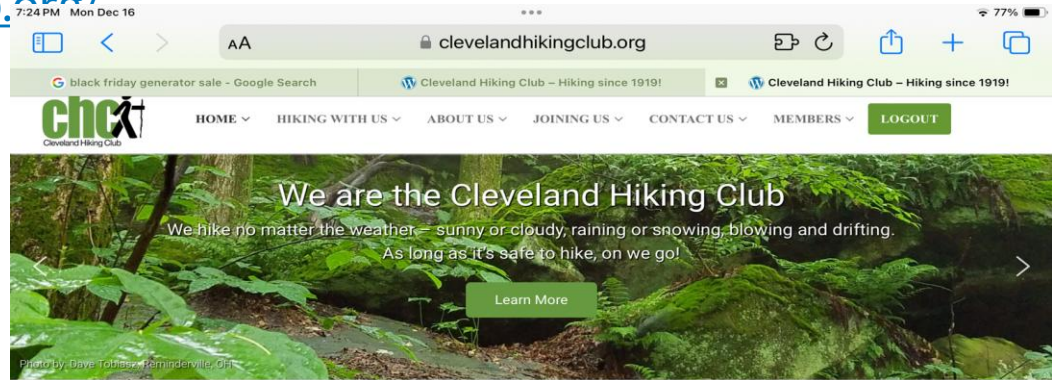 7:24 PM Mon Dec 16
77%
AA
clevelandhikingclub.org
black friday generator sale - Google Search
Cleveland Hiking Club – Hiking since 1919!
Cleveland Hiking Club – Hiking since 1919!
chc
Cleveland Hiking Club
HOME
HIKING WITH US
ABOUT US
JOINING US
CONTACT US
MEMBERS
LOGOUT
We are the Cleveland Hiking Club
We hike no matter the weather – sunny or cloudy, raining or snowing, blowing and drifting.
As long as it's safe to hike, on we go!
Learn More
Photo by: Dave Tobiasz, Reminderville, OH